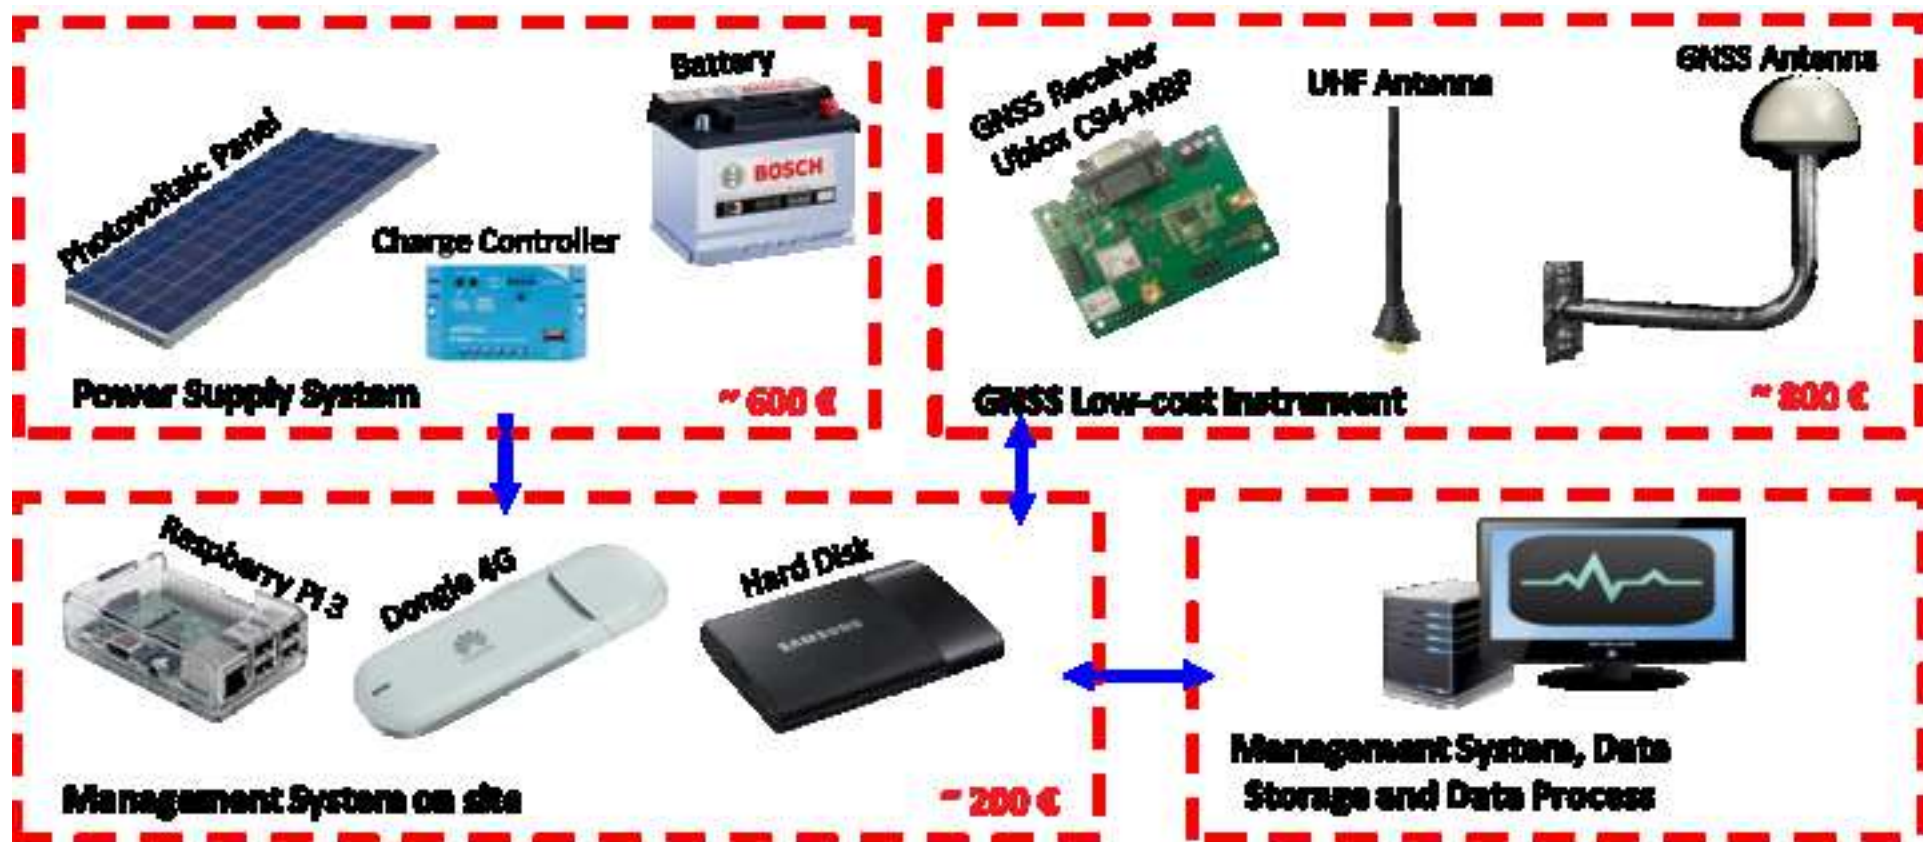 Battery
Photovoltaic Panel
BOSCH
Charge Controller
Power Supply System
~ 600 €
GNSS Receiver
Ublox C94-M8P
UHF Antenna
GNSS Antenna
GNSS Low-cost Instrument
~ 800 €
Raspberry Pi 3
Dongle 4G
Hard Disk
SAMSUNG
Management System on site
~ 200 €
Management System, Data
Storage and Data Process